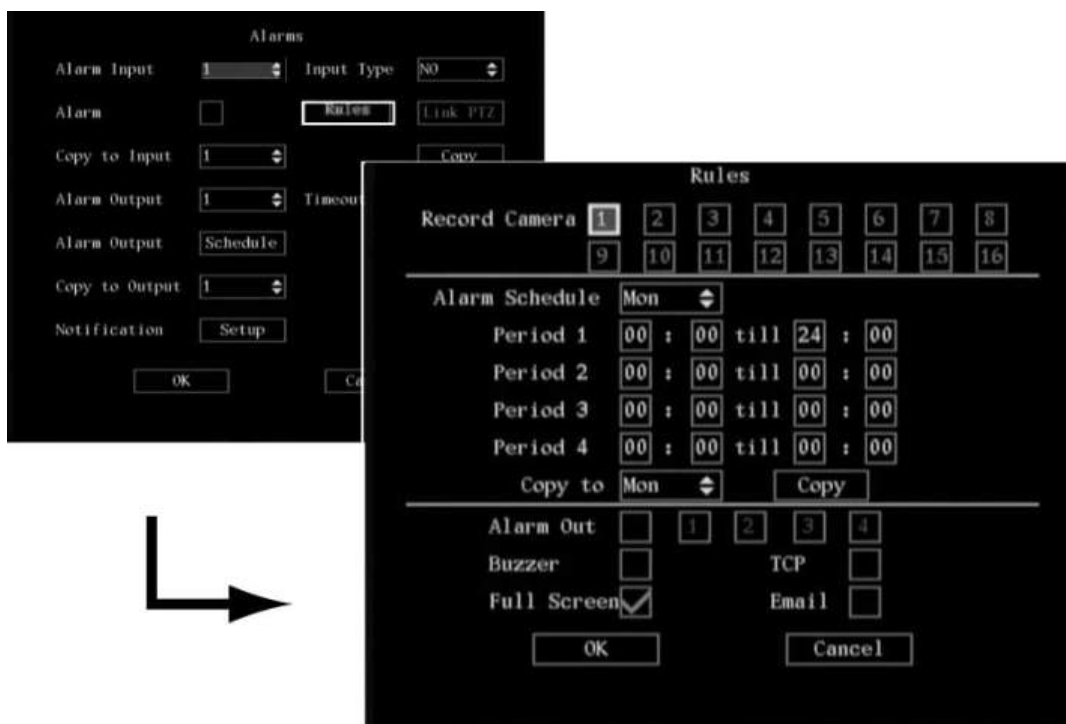 Alarms
Alarm Input 1 Input Type NO
Alarm Rules Link PTZ
Copy to Input 1 Copy
Alarm Output 1 Timeout
Alarm Output Schedule
Copy to Output 1
Notification Setup
OK Ca
Rules
Record Camera 1 2 3 4 5 6 7 8
9 10 11 12 13 14 15 16
Alarm Schedule Mon
Period 1 00 : 00 till 24 : 00
Period 2 00 : 00 till 00 : 00
Period 3 00 : 00 till 00 : 00
Period 4 00 : 00 till 00 : 00
Copy to Mon Copy
Alarm Out 1 2 3 4
Buzzer TCP
Full Screen Email
OK Cancel